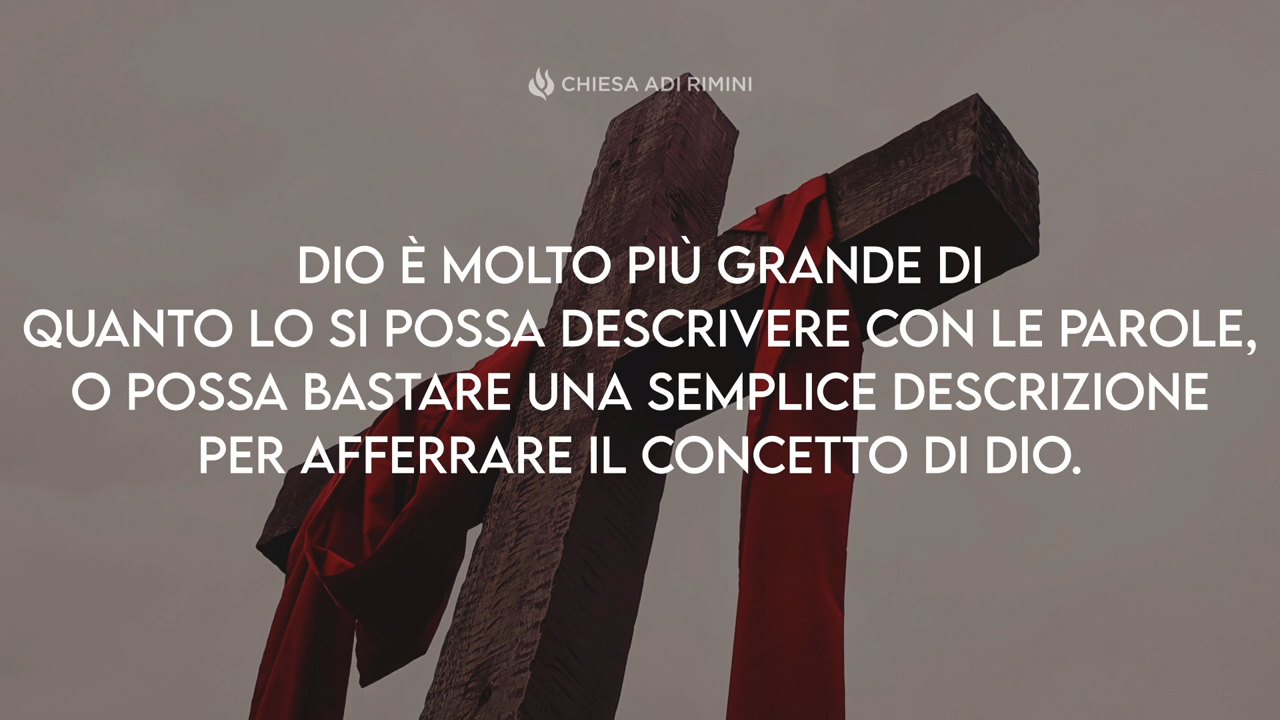 CHIESA ADI RIMINI
DIO È MOLTO PIÙ GRANDE DI
QUANTO LO SI POSSA DESCRIVERE CON LE PAROLE,
O POSSA BASTARE UNA SEMPLICE DESCRIZIONE
PER AFFERRARE IL CONCETTO DI DIO.